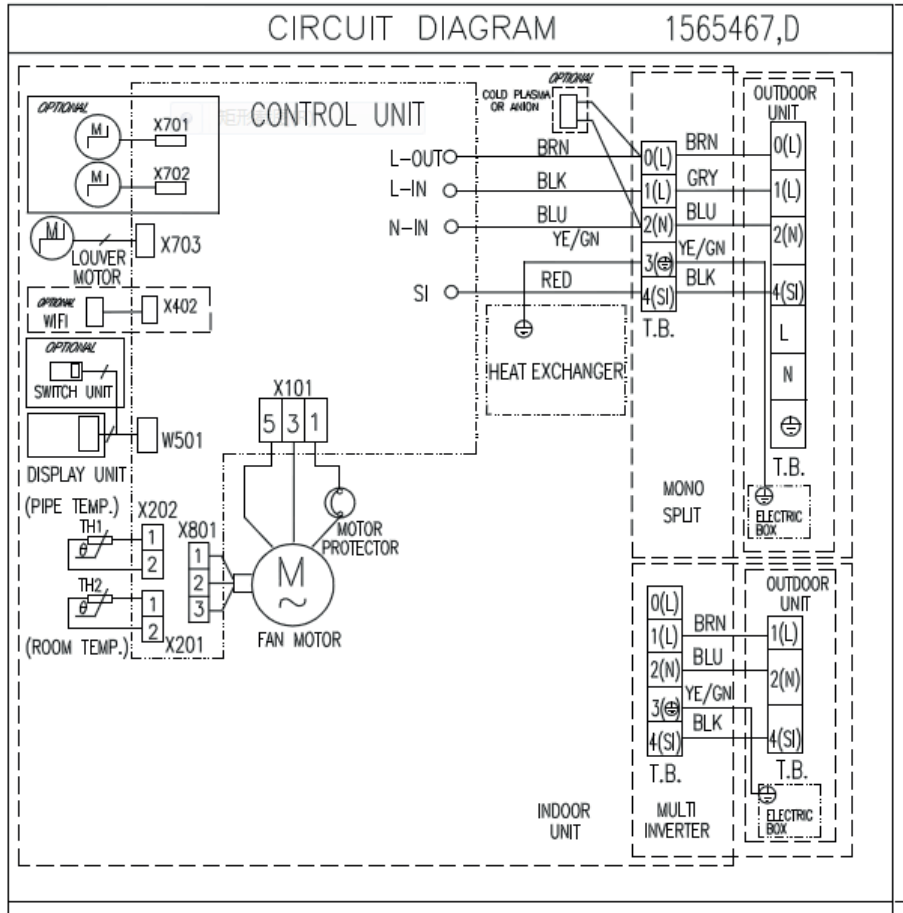 CIRCUIT DIAGRAM 1565467,D
OPTIONAL
M X701
M X702
M X703
LOUVER
MOTOR
OPTIONAL
WIFI
X402
OPTIONAL
SWITCH UNIT
W501
DISPLAY UNIT
(PIPE TEMP.)
TH1
θ
X202
1
2
TH2
θ
1
2
X201
(ROOM TEMP.)
CONTROL UNIT
L-OUT
L-IN
N-IN
SI
X101
5 3 1
MOTOR
PROTECTOR
X801
1
2
3
M
~
FAN MOTOR
OPTIONAL
COLD PLASMA
OR ANION
BRN
BLK
BLU
YE/GN
RED
HEAT EXCHANGER
0(L)
1(L)
2(N)
3(⏚)
4(SI)
T.B.
BRN
GRY
BLU
YE/GN
BLK
OUTDOOR
UNIT
0(L)
1(L)
2(N)
4(SI)
L
N
T.B.
ELECTRIC
BOX
MONO
SPLIT
0(L)
1(L)
2(N)
3(⏚)
4(SI)
T.B.
BRN
BLU
YE/GN
BLK
OUTDOOR
UNIT
1(L)
2(N)
4(SI)
T.B.
ELECTRIC
BOX
MULTI
INVERTER
INDOOR
UNIT